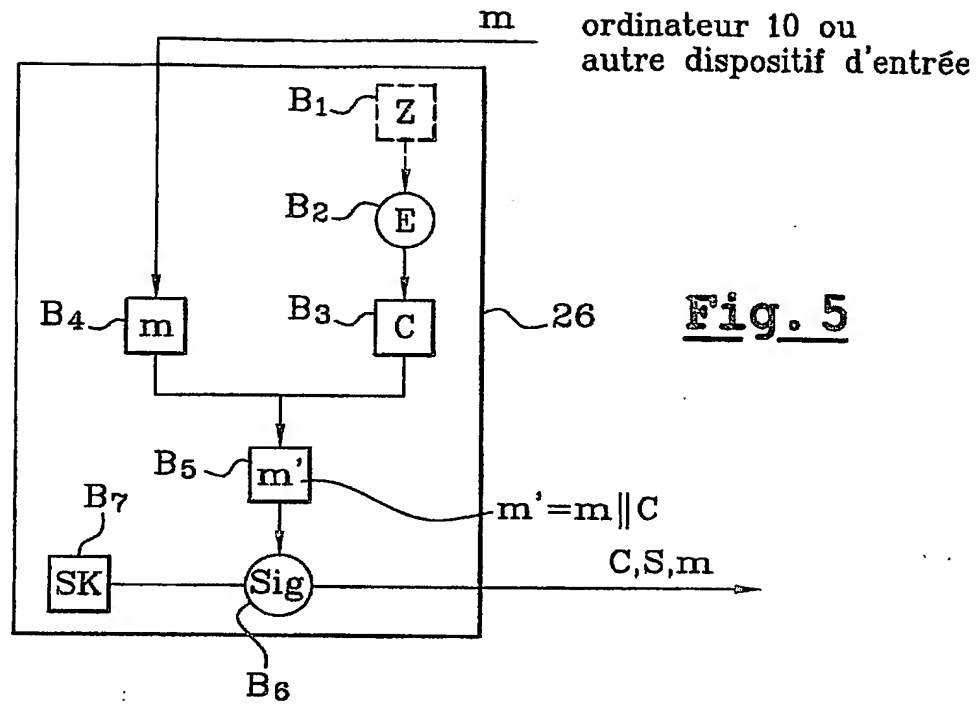 m
ordinateur 10 ou
autre dispositif d'entrée
B1
Z
B2
E
B4
m
B3
C
26
Fig. 5
B5
m'
m'=m||C
B7
SK
Sig
C,S,m
B6